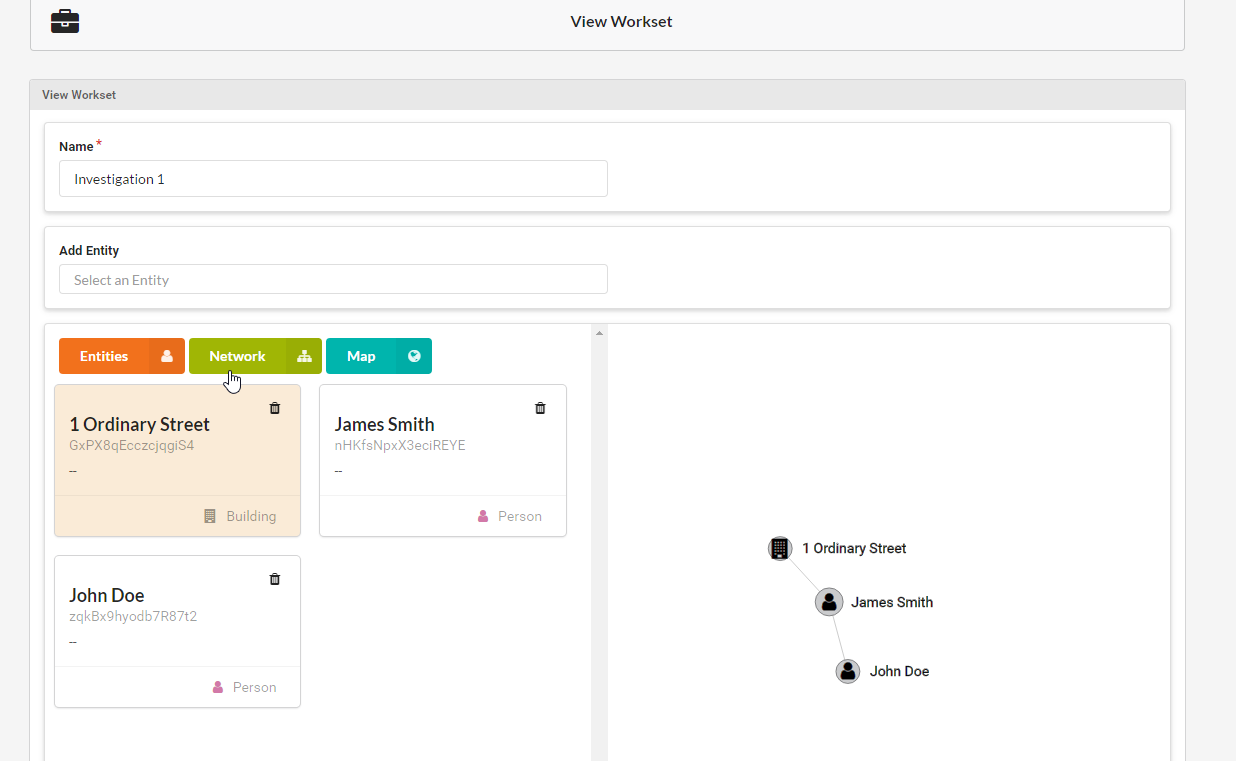 View Workset
View Workset
Name *
Investigation 1
Add Entity
Select an Entity
Entities
Network
Map
1 Ordinary Street
GxPX8qEcczcjqgiS4
--
Building
James Smith
nHKfsNpxX3eciREYE
--
Person
John Doe
zqkBx9hyodb7R87t2
--
Person
1 Ordinary Street
James Smith
John Doe